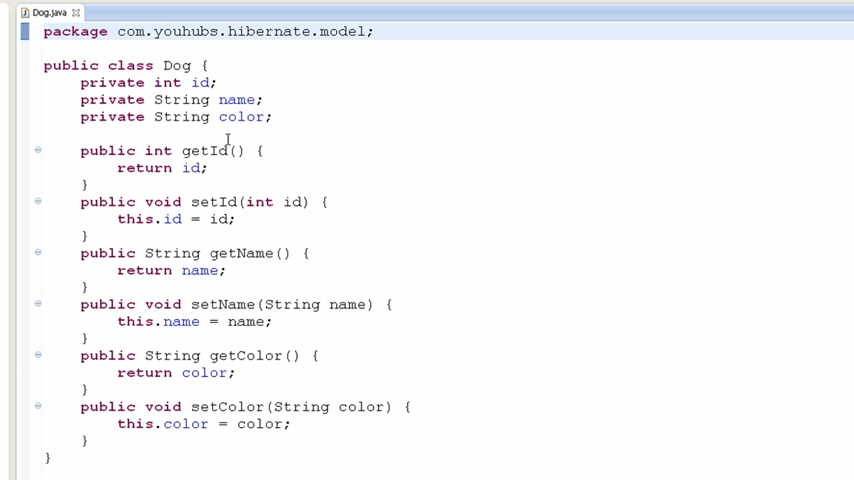 Dog.java
package com.youhubs.hibernate.model;
public class Dog {
private int id;
private String name;
private String color;
public int getId() {
return id;
}
public void setId(int id) {
this.id = id;
}
public String getName() {
return name;
}
public void setName(String name) {
this.name = name;
}
public String getColor() {
return color;
}
public void setColor(String color) {
this.color = color;
}
}